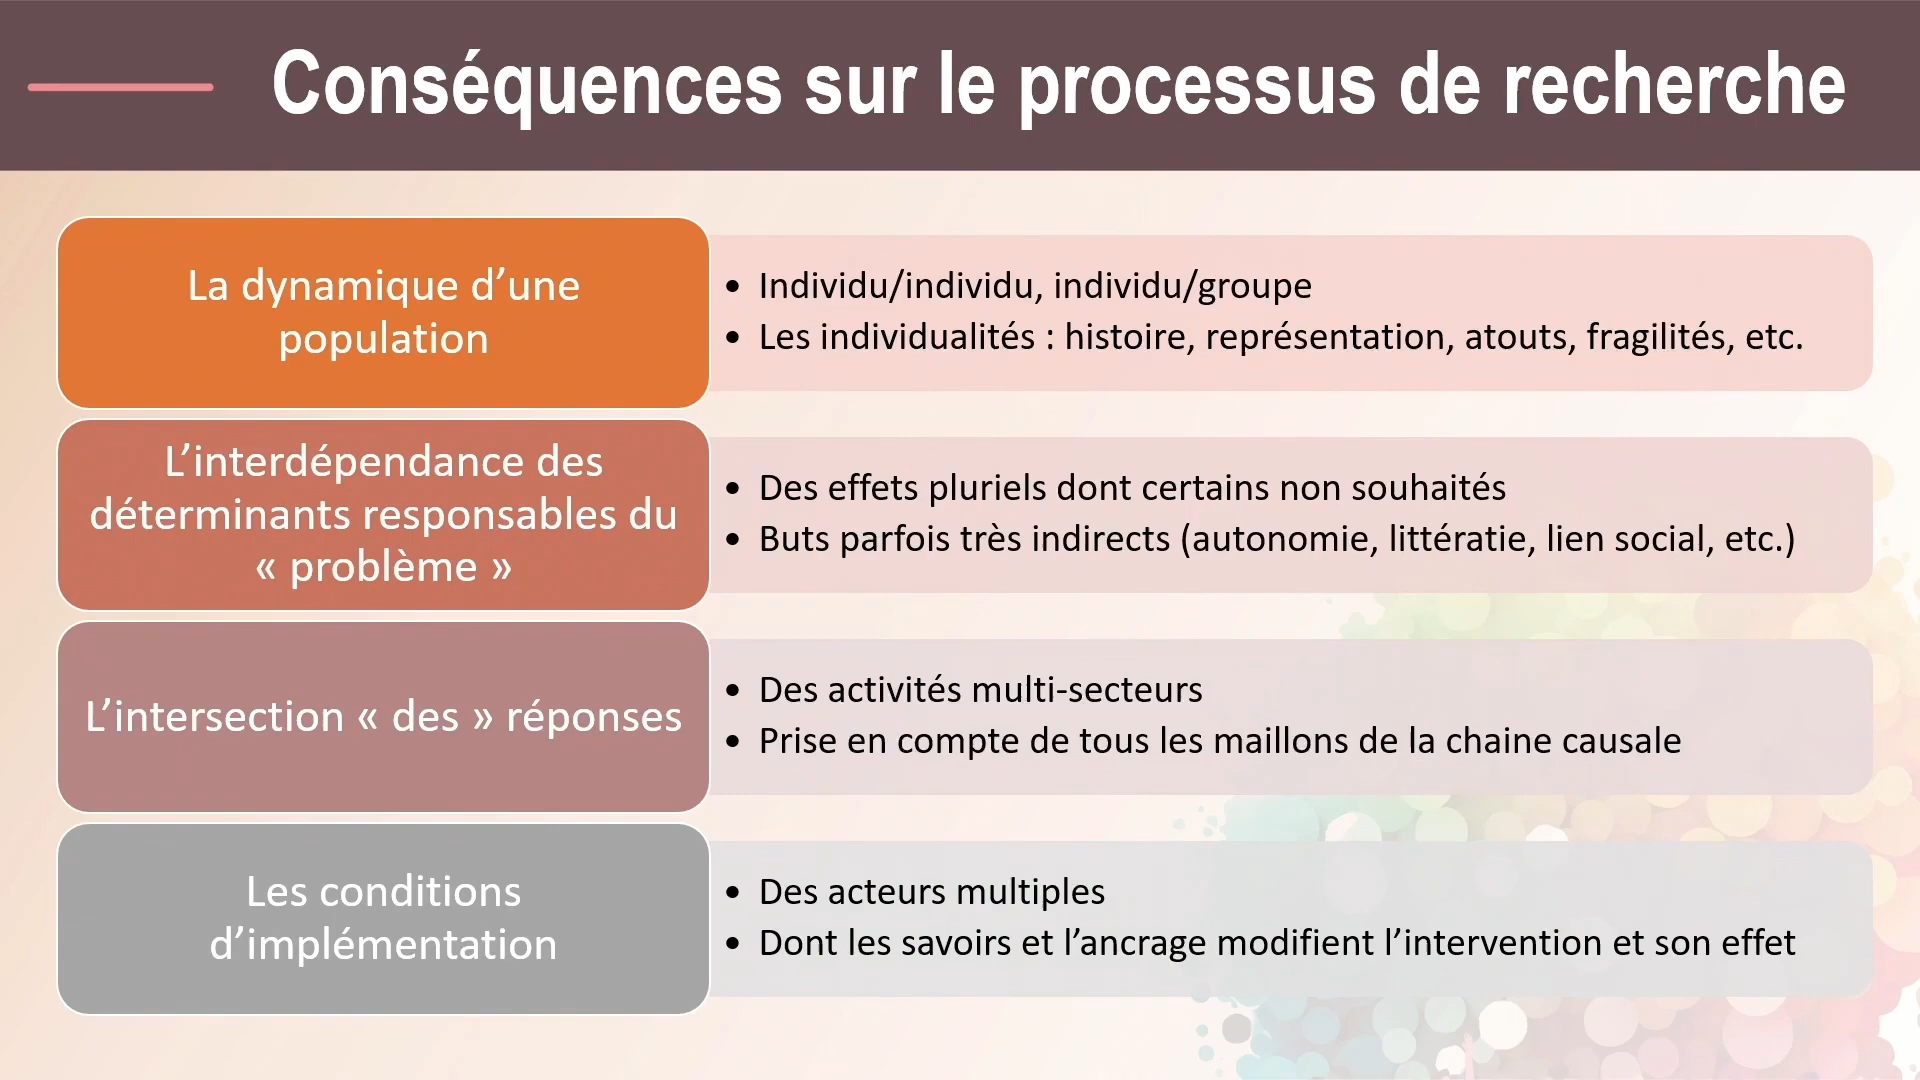 Conséquences sur le processus de recherche
La dynamique d’une
population
• Individu/individu, individu/groupe
• Les individualités : histoire, représentation, atouts, fragilités, etc.
L’interdépendance des
déterminants responsables du
« problème »
• Des effets pluriels dont certains non souhaités
• Buts parfois très indirects (autonomie, littératie, lien social, etc.)
L’intersection « des » réponses
• Des activités multi-secteurs
• Prise en compte de tous les maillons de la chaine causale
Les conditions
d’implémentation
• Des acteurs multiples
• Dont les savoirs et l’ancrage modifient l’intervention et son effet